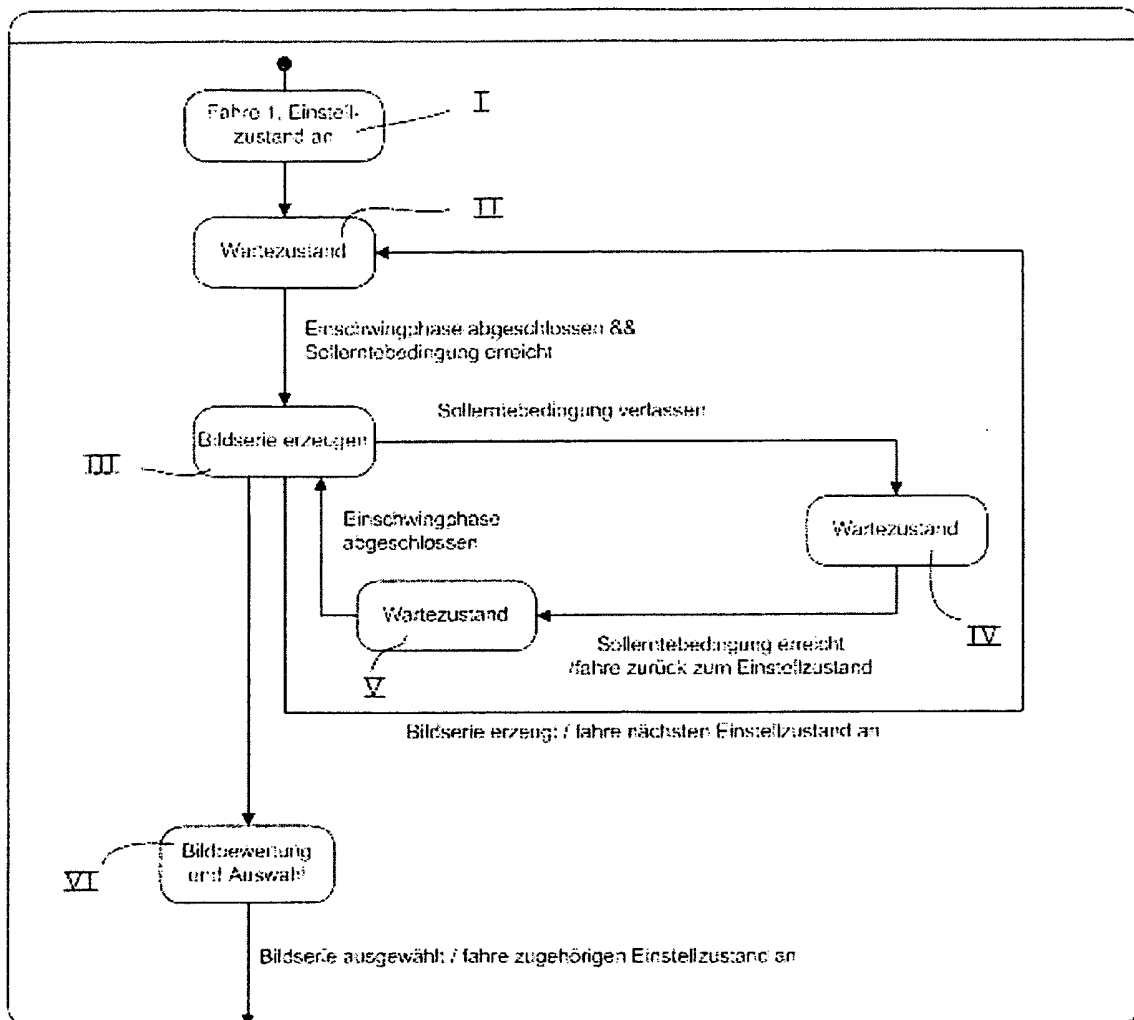 Fahre 1. Einstell-
zustand an
I
II
Wartezustand
Einschwingphase abgeschlossen &&
Sollerntebedingung erreicht
Sollerntebedingung verlassen
Bildserie erzeugen
III
Einschwingphase
abgeschlossen
Wartezustand
Wartezustand
IV
Sollerntebedingung erreicht
/fahre zurück zum Einstellzustand
V
Bildserie erzeugt / fahre nächsten Einstellzustand an
Bildbewertung
und Auswahl
VI
Bildserie ausgewählt / fahre zugehörigen Einstellzustand an